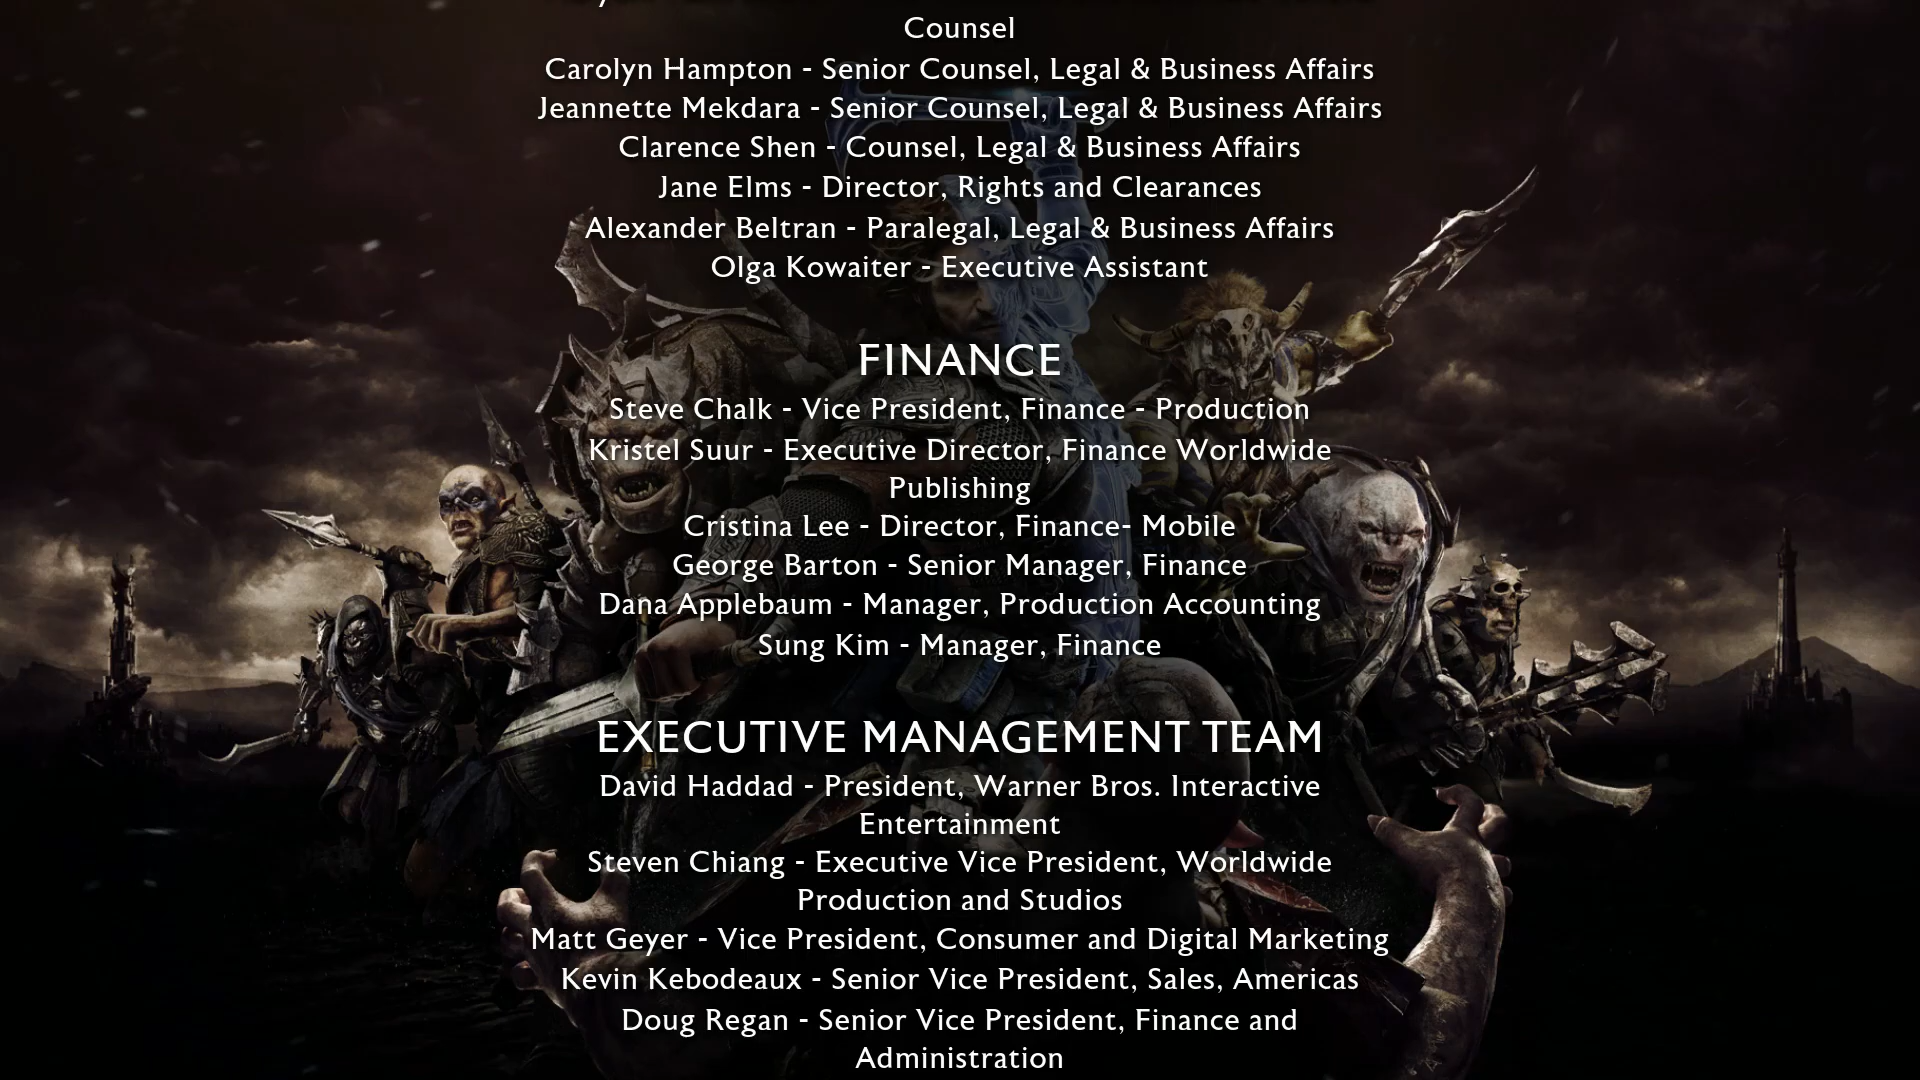 Counsel
Carolyn Hampton - Senior Counsel, Legal & Business Affairs
Jeannette Mekdara - Senior Counsel, Legal & Business Affairs
Clarence Shen - Counsel, Legal & Business Affairs
Jane Elms - Director, Rights and Clearances
Alexander Beltran - Paralegal, Legal & Business Affairs
Olga Kowaiter - Executive Assistant
FINANCE
Steve Chalk - Vice President, Finance - Production
Kristel Suur - Executive Director, Finance Worldwide
Publishing
Cristina Lee - Director, Finance- Mobile
George Barton - Senior Manager, Finance
Dana Applebaum - Manager, Production Accounting
Sung Kim - Manager, Finance
EXECUTIVE MANAGEMENT TEAM
David Haddad - President, Warner Bros. Interactive
Entertainment
Steven Chiang - Executive Vice President, Worldwide
Production and Studios
Matt Geyer - Vice President, Consumer and Digital Marketing
Kevin Kebodeaux - Senior Vice President, Sales, Americas
Doug Regan - Senior Vice President, Finance and
Administration